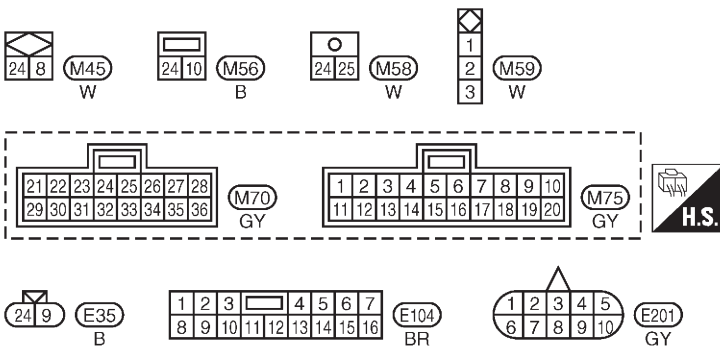 24 8 M45
W
24 10 M56
B
24 25 M58
W
1
2
3
M59
W
21 22 23 24 25 26 27 28
29 30 31 32 33 34 35 36
M70
GY
1 2 3 4 5 6 7 8 9 10
11 12 13 14 15 16 17 18 19 20
M75
GY
H.S.
24 9 E35
B
1 2 3 4 5 6 7
8 9 10 11 12 13 14 15 16
E104
BR
1 2 3 4 5
6 7 8 9 10
E201
GY